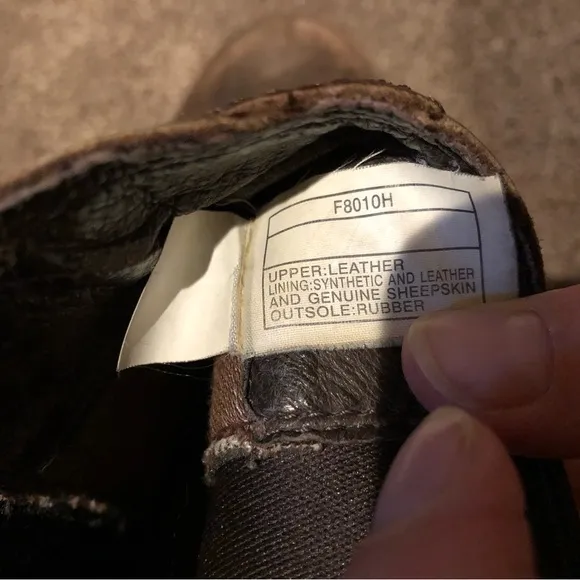 F8010H
UPPER:LEATHER
LINING:SYNTHETIC AND LEATHER
AND GENUINE SHEEPSKIN
OUTSOLE:RUBBER